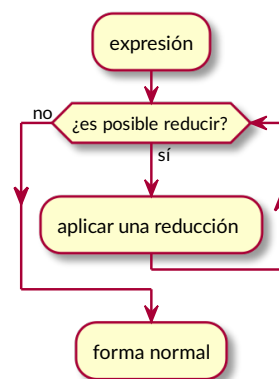 expresión
no
¿es posible reducir?
sí
aplicar una reducción
forma normal